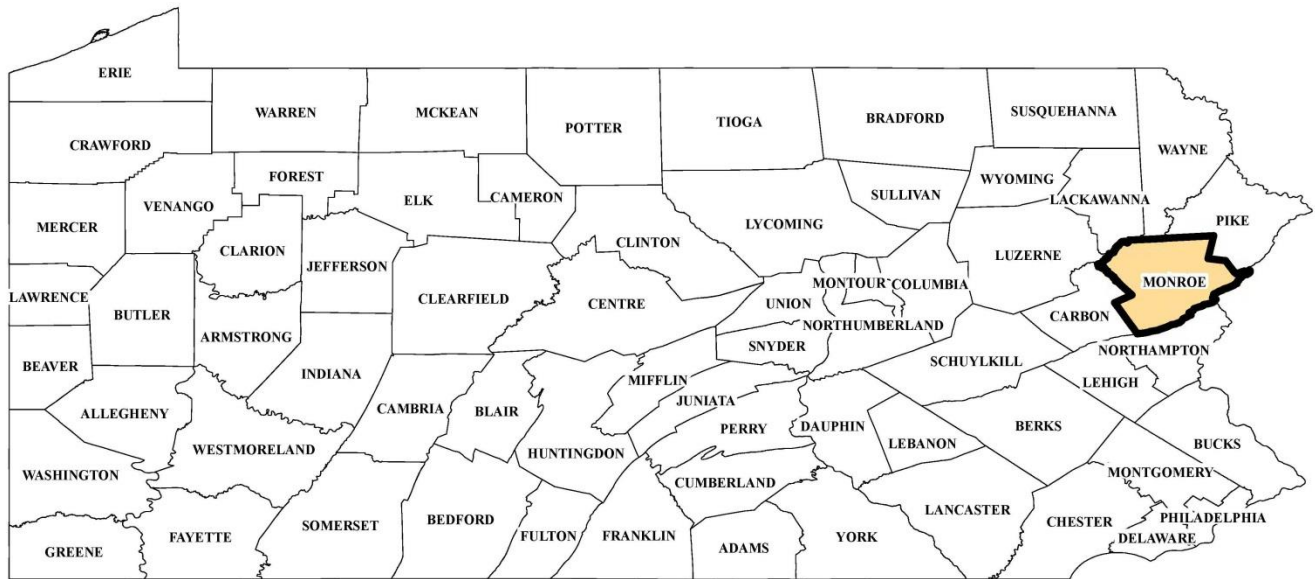 ERIE
WARREN
MCKEAN
POTTER
TIOGA
BRADFORD
SUSQUEHANNA
WAYNE
CRAWFORD
FOREST
ELK
CAMERON
SULLIVAN
WYOMING
LACKAWANNA
PIKE
MERCER
VENANGO
CLARION
JEFFERSON
CLINTON
LYCOMING
LUZERNE
MONROE
LAWRENCE
BUTLER
CLEARFIELD
CENTRE
UNION
MONTOUR
COLUMBIA
CARBON
ARMSTRONG
NORTHUMBERLAND
BEAVER
INDIANA
SNYDER
SCHUYLKILL
NORTHAMPTON
ALLEGHENY
CAMBRIA
BLAIR
MIFFLIN
JUNIATA
LEHIGH
WESTMORELAND
HUNTINGDON
PERRY
DAUPHIN
LEBANON
BERKS
BUCKS
WASHINGTON
CUMBERLAND
MONTGOMERY
GREENE
FAYETTE
SOMERSET
BEDFORD
FULTON
FRANKLIN
ADAMS
YORK
LANCASTER
CHESTER
PHILADELPHIA
DELAWARE